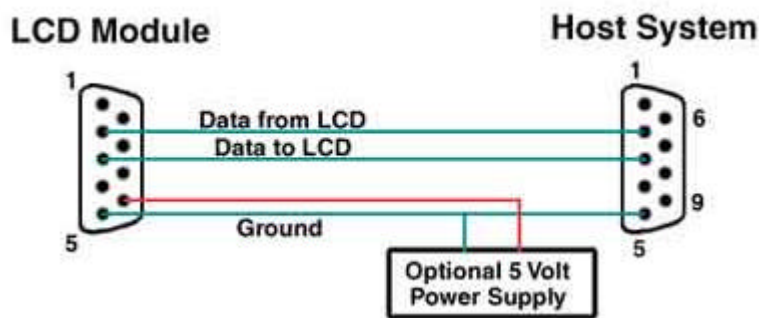 LCD Module
Host System
1
1
Data from LCD
6
Data to LCD
9
Ground
5
5
Optional 5 Volt
Power Supply